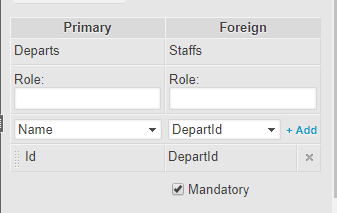 Primary Foreign
Departs Staffs
Role: Role:
Name DepartId + Add
Id DepartId
Mandatory